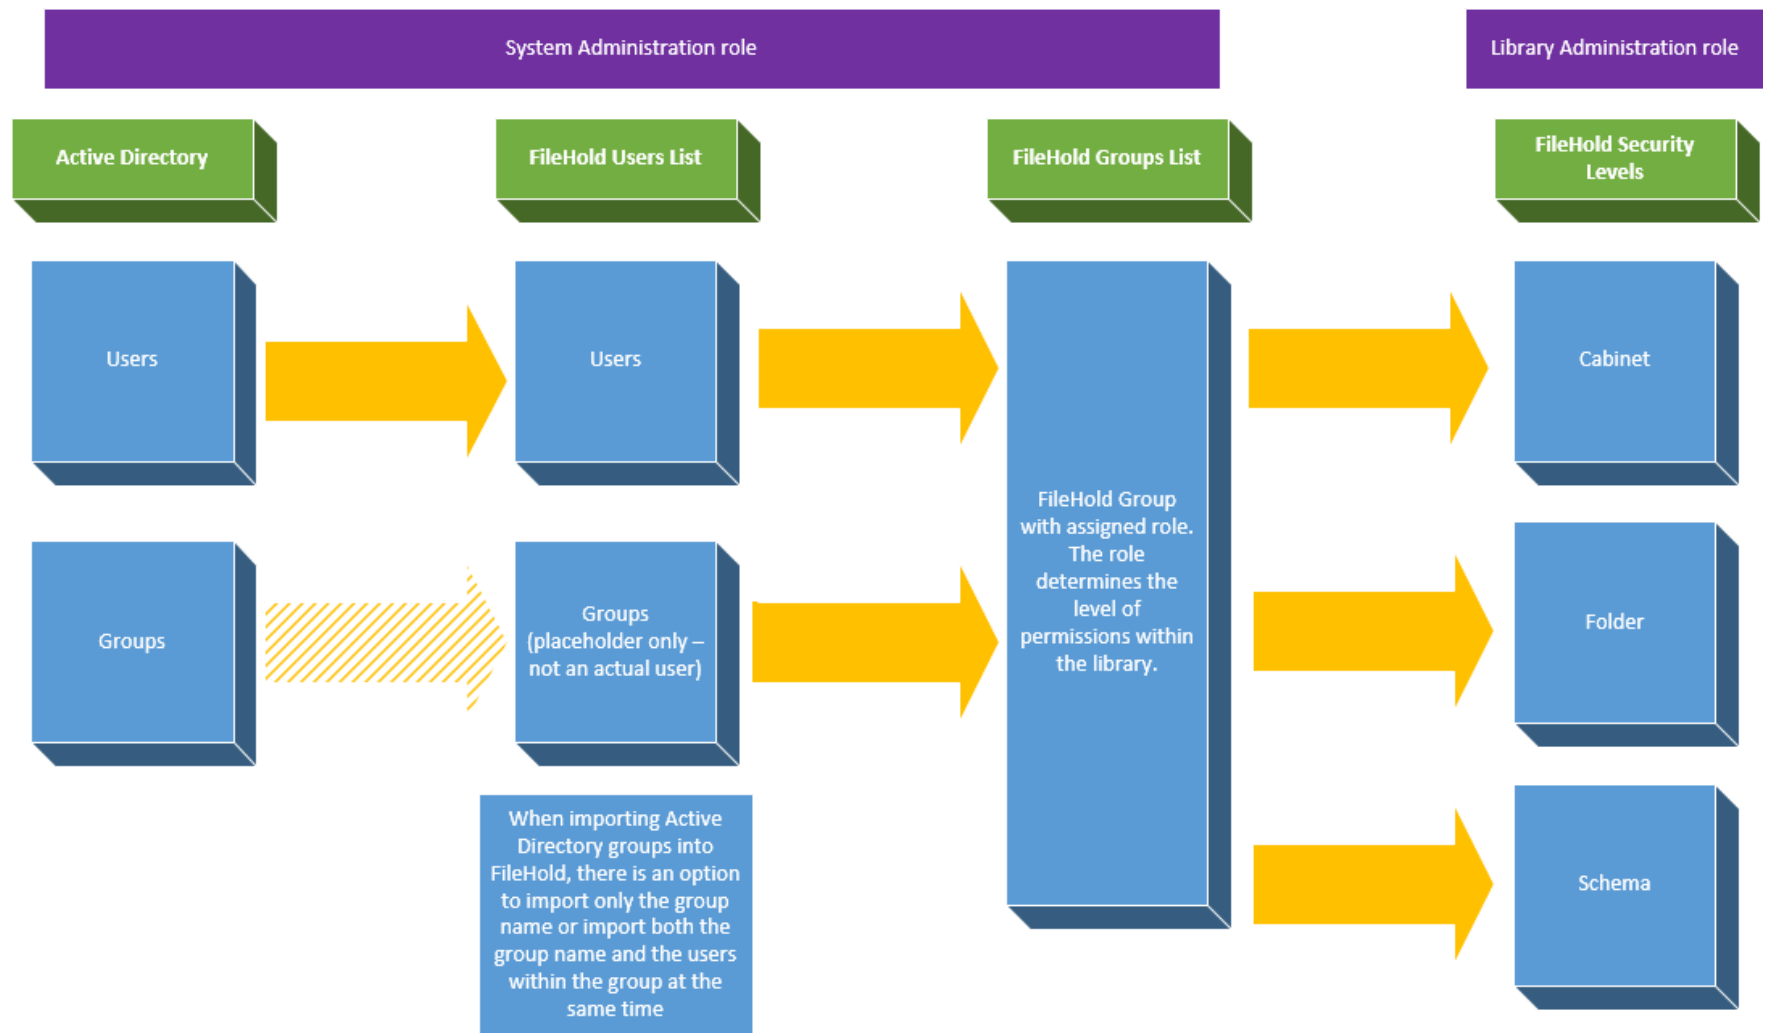 System Administration role
Library Administration role
Active Directory
FileHold Users List
FileHold Groups List
FileHold Security
Levels
Users
Users
Cabinet
FileHold Group
with assigned role.
The role
determines the
level of
permissions within
the library.
Groups
Groups
(placeholder only –
not an actual user)
Folder
When importing Active
Directory groups into
FileHold, there is an option
to import only the group
name or import both the
group name and the users
within the group at the
same time
Schema